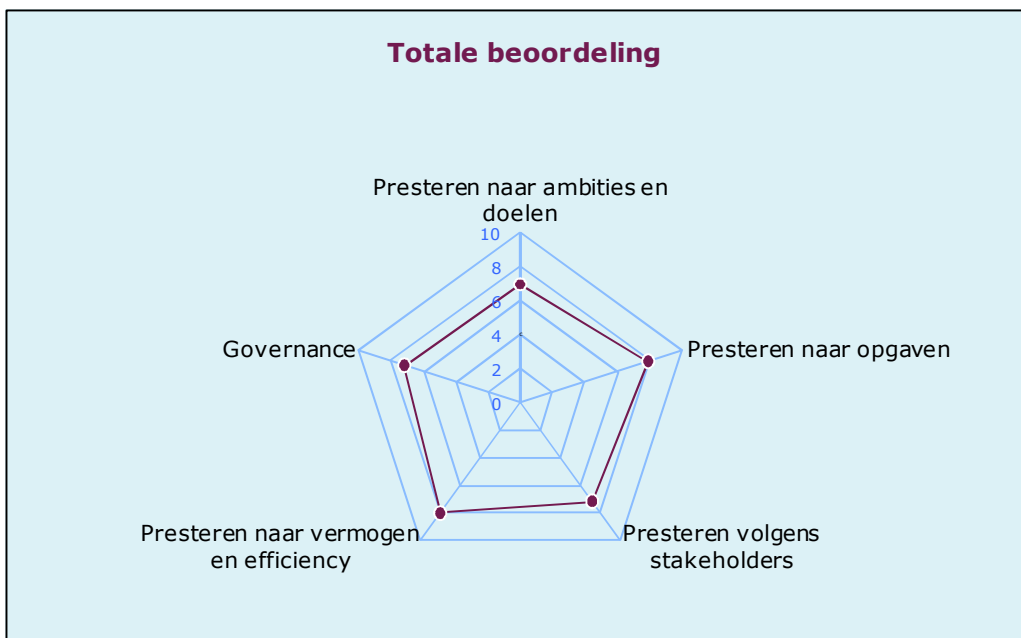 Totale beoordeling
Presteren naar ambities en
doelen
10
8
6
4
2
0
Governance
Presteren naar opgaven
Presteren naar vermogen
en efficiency
Presteren volgens
stakeholders